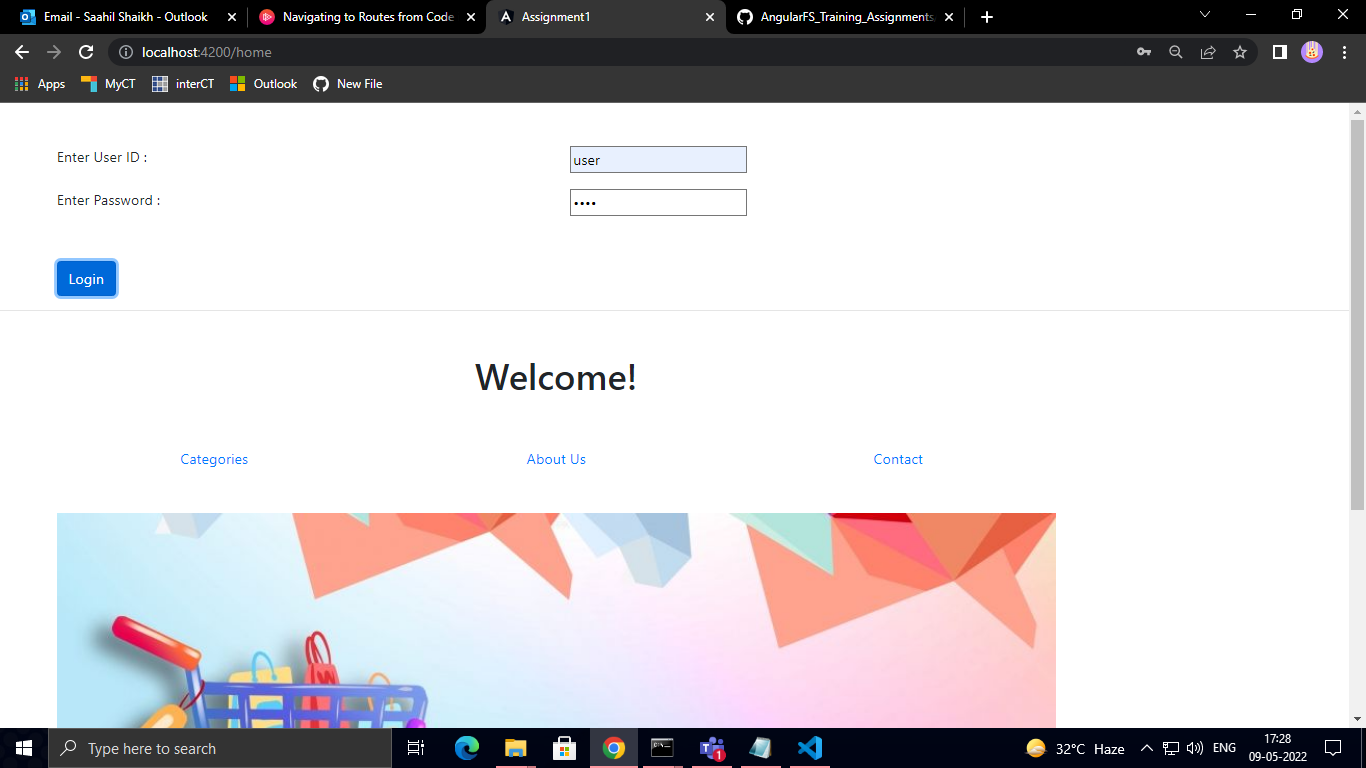 Email - Saahil Shaikh - Outlook
Navigating to Routes from Code
Assignment1
AngularFS_Training_Assignments
localhost:4200/home
Apps MyCT interCT Outlook New File
Enter User ID : user
Enter Password : ••••
Login
Welcome!
Categories About Us Contact
Type here to search
1
32°C Haze
ENG
17:28
09-05-2022